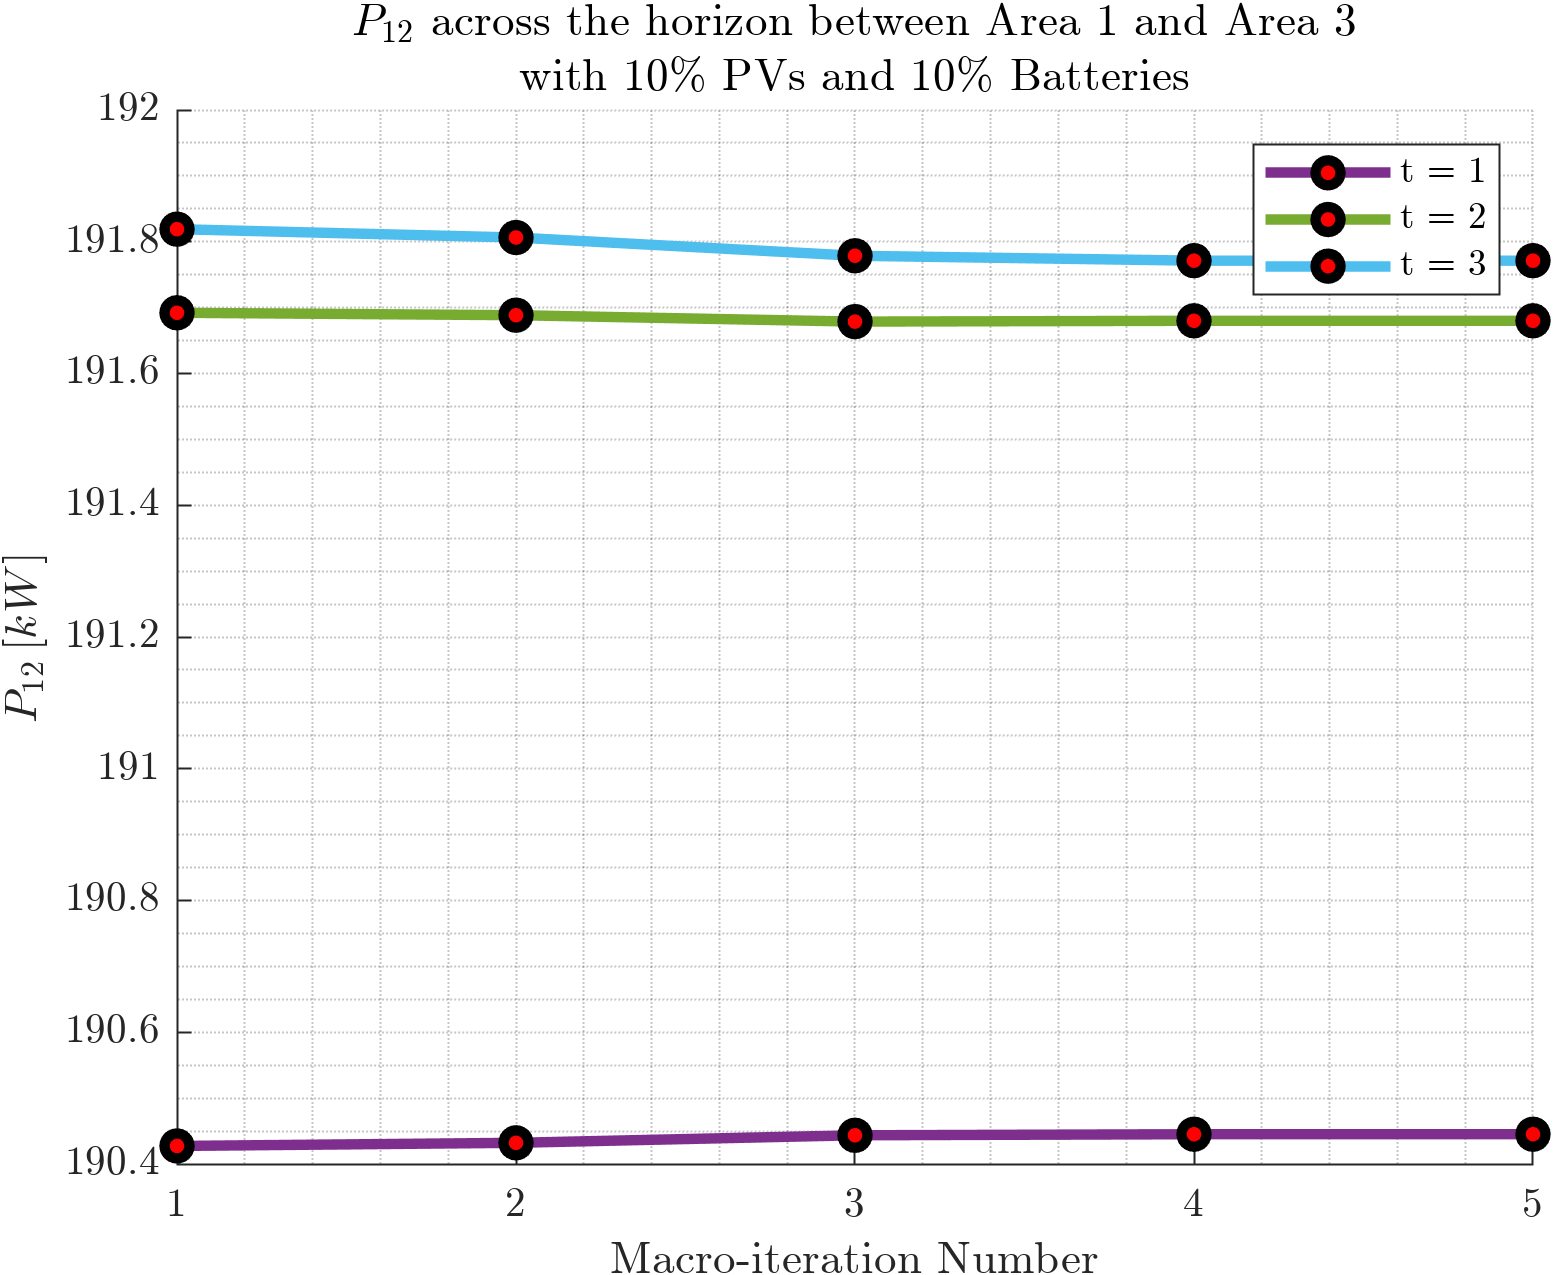 P₁₂ across the horizon between Area 1 and Area 3
with 10% PVs and 10% Batteries
192
191.8
191.6
191.4
191.2
191
190.8
190.6
190.4
P₁₂ [kW]
t = 1
t = 2
t = 3
1 2 3 4 5
Macro-iteration Number